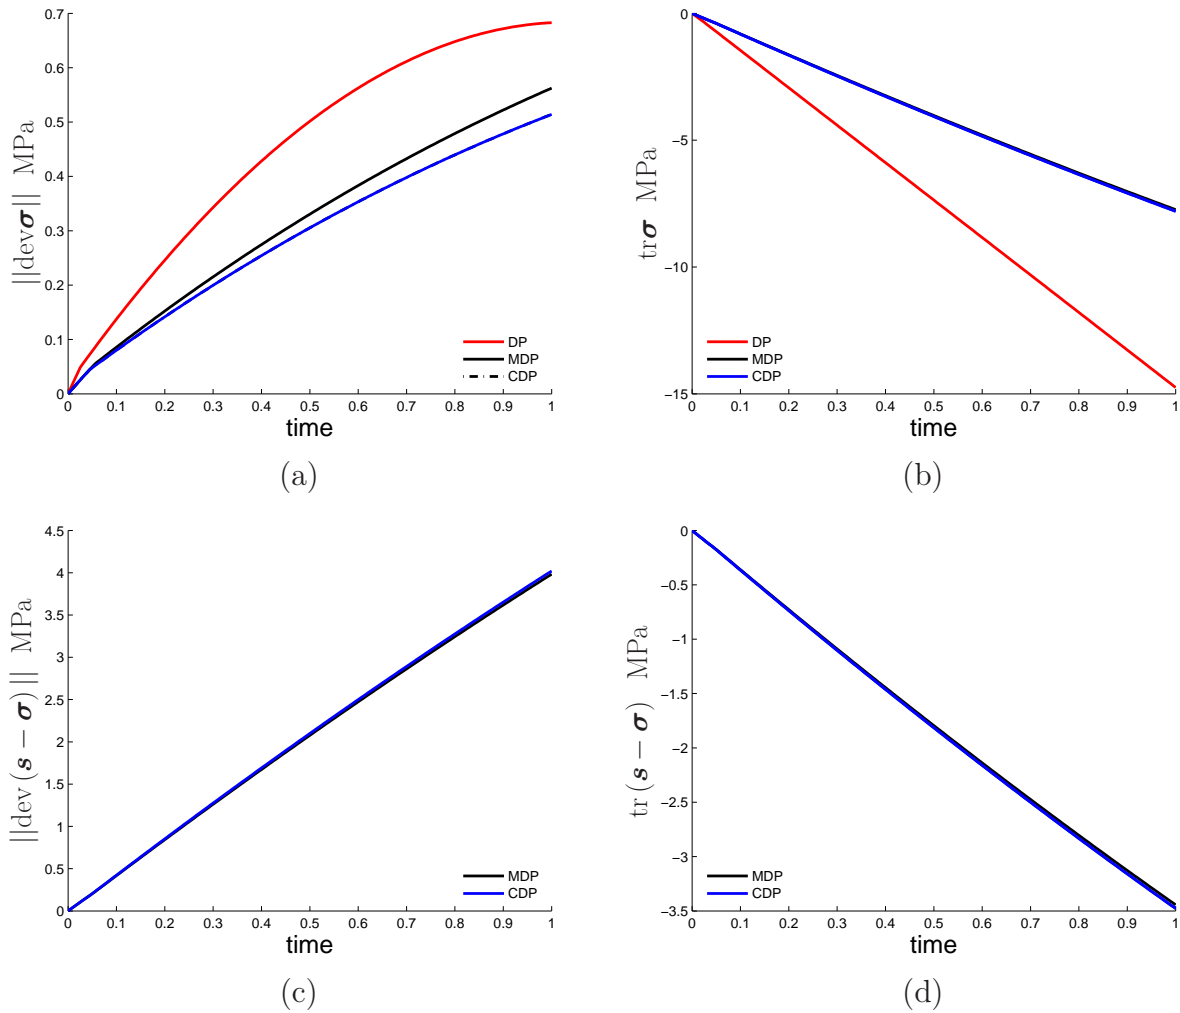 ||dev𝝈|| MPa
0.7
0.6
0.5
0.4
0.3
0.2
0.1
0
DP
MDP
CDP
0 0.1 0.2 0.3 0.4 0.5 0.6 0.7 0.8 0.9 1
time
(a)
tr𝝈 MPa
0
−5
−10
−15
DP
MDP
CDP
0 0.1 0.2 0.3 0.4 0.5 0.6 0.7 0.8 0.9 1
time
(b)
||dev (𝒔 − 𝝈) || MPa
4.5
4
3.5
3
2.5
2
1.5
1
0.5
0
MDP
CDP
0 0.1 0.2 0.3 0.4 0.5 0.6 0.7 0.8 0.9 1
time
(c)
tr (𝒔 − 𝝈) MPa
0
−0.5
−1
−1.5
−2
−2.5
−3
−3.5
MDP
CDP
0 0.1 0.2 0.3 0.4 0.5 0.6 0.7 0.8 0.9 1
time
(d)